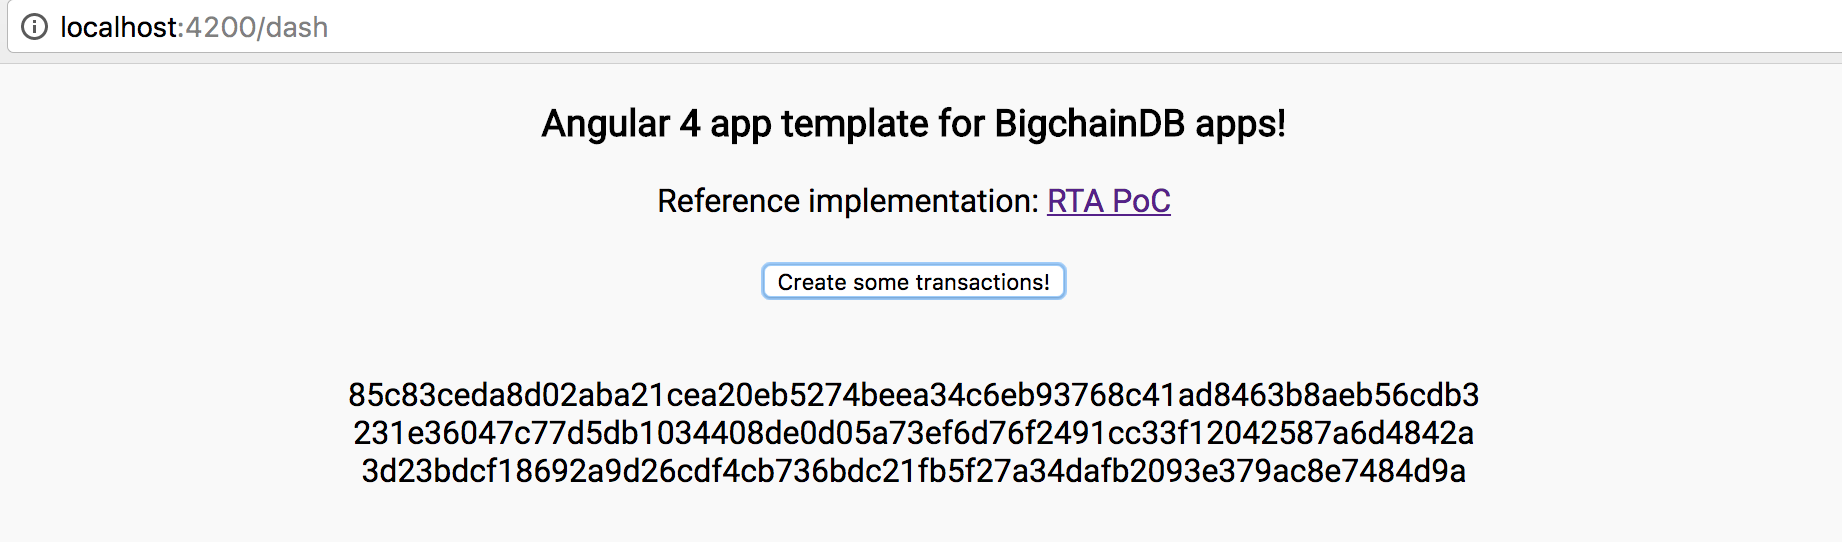 localhost:4200/dash
Angular 4 app template for BigchainDB apps!
Reference implementation: RTA PoC
Create some transactions!
85c83ceda8d02aba21cea20eb5274beea34c6eb93768c41ad8463b8aeb56cdb3
231e36047c77d5db1034408de0d05a73ef6d76f2491cc33f12042587a6d4842a
3d23bdcf18692a9d26cdf4cb736bdc21fb5f27a34dafb2093e379ac8e7484d9a